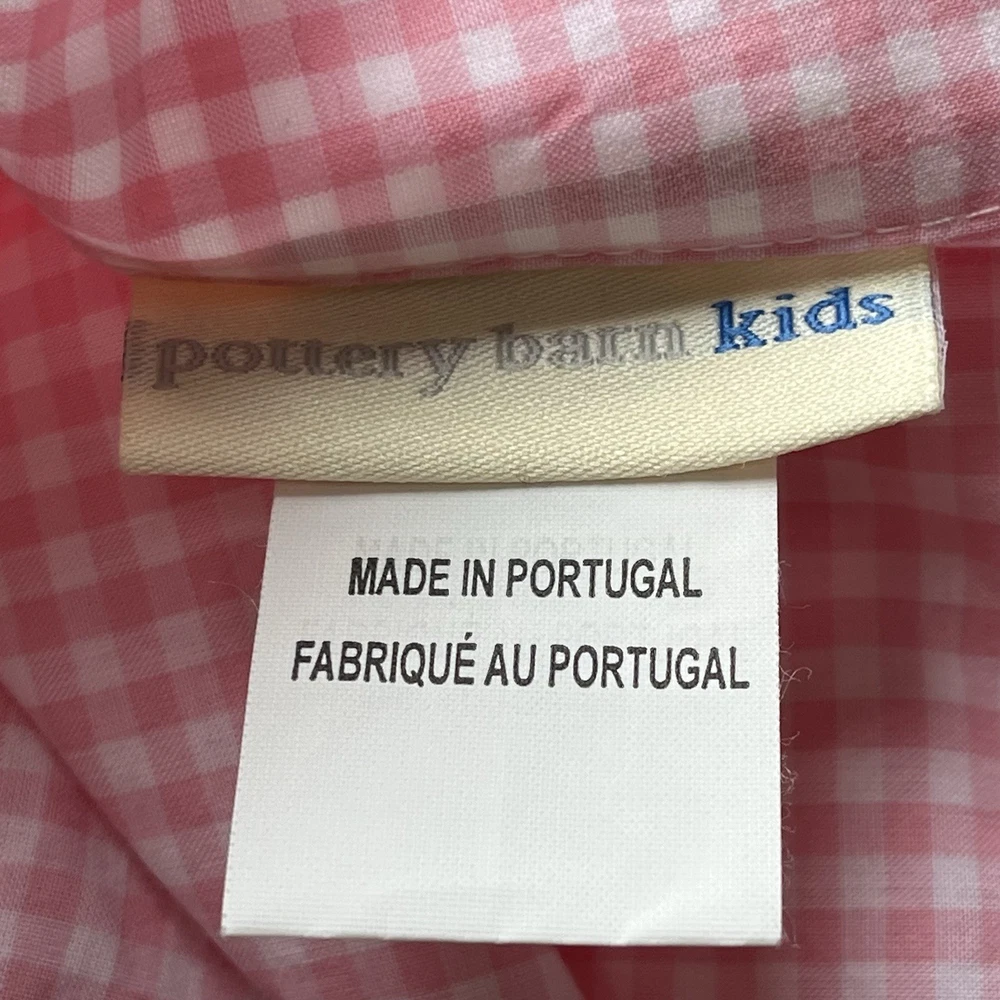 pottery barn kids
MADE IN PORTUGAL
FABRIQUÉ AU PORTUGAL